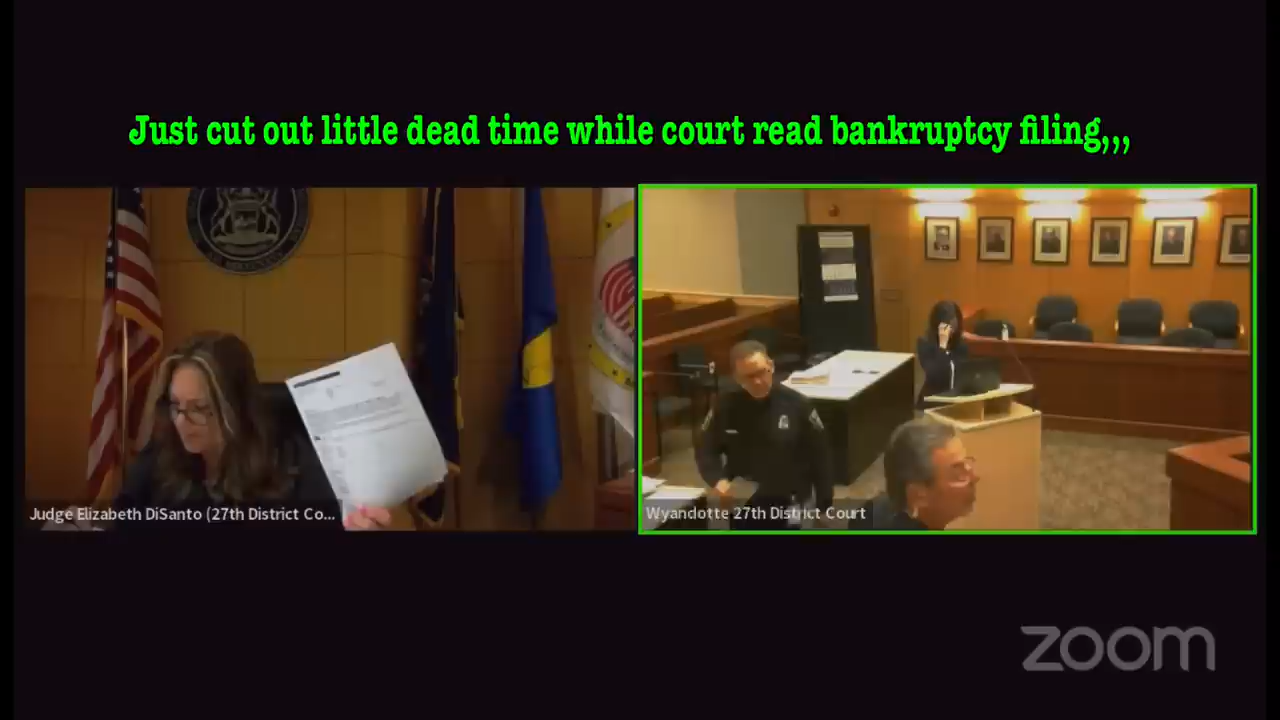 Just cut out little dead time while court read bankruptcy filing,,,
Judge Elizabeth DiSanto (27th District Co...
Wyandotte 27th District Court
zoom